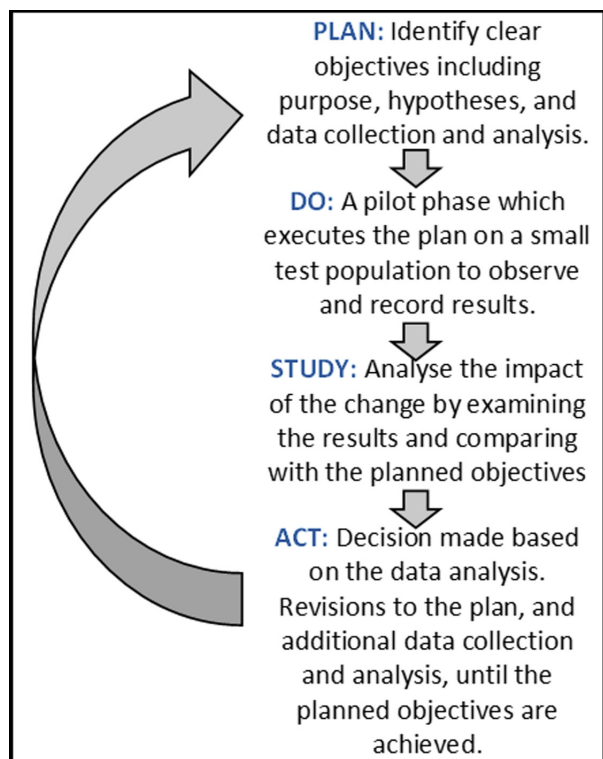 PLAN: Identify clear
objectives including
purpose, hypotheses, and
data collection and analysis.
DO: A pilot phase which
executes the plan on a small
test population to observe
and record results.
STUDY: Analyse the impact
of the change by examining
the results and comparing
with the planned objectives
ACT: Decision made based
on the data analysis.
Revisions to the plan, and
additional data collection
and analysis, until the
planned objectives are
achieved.